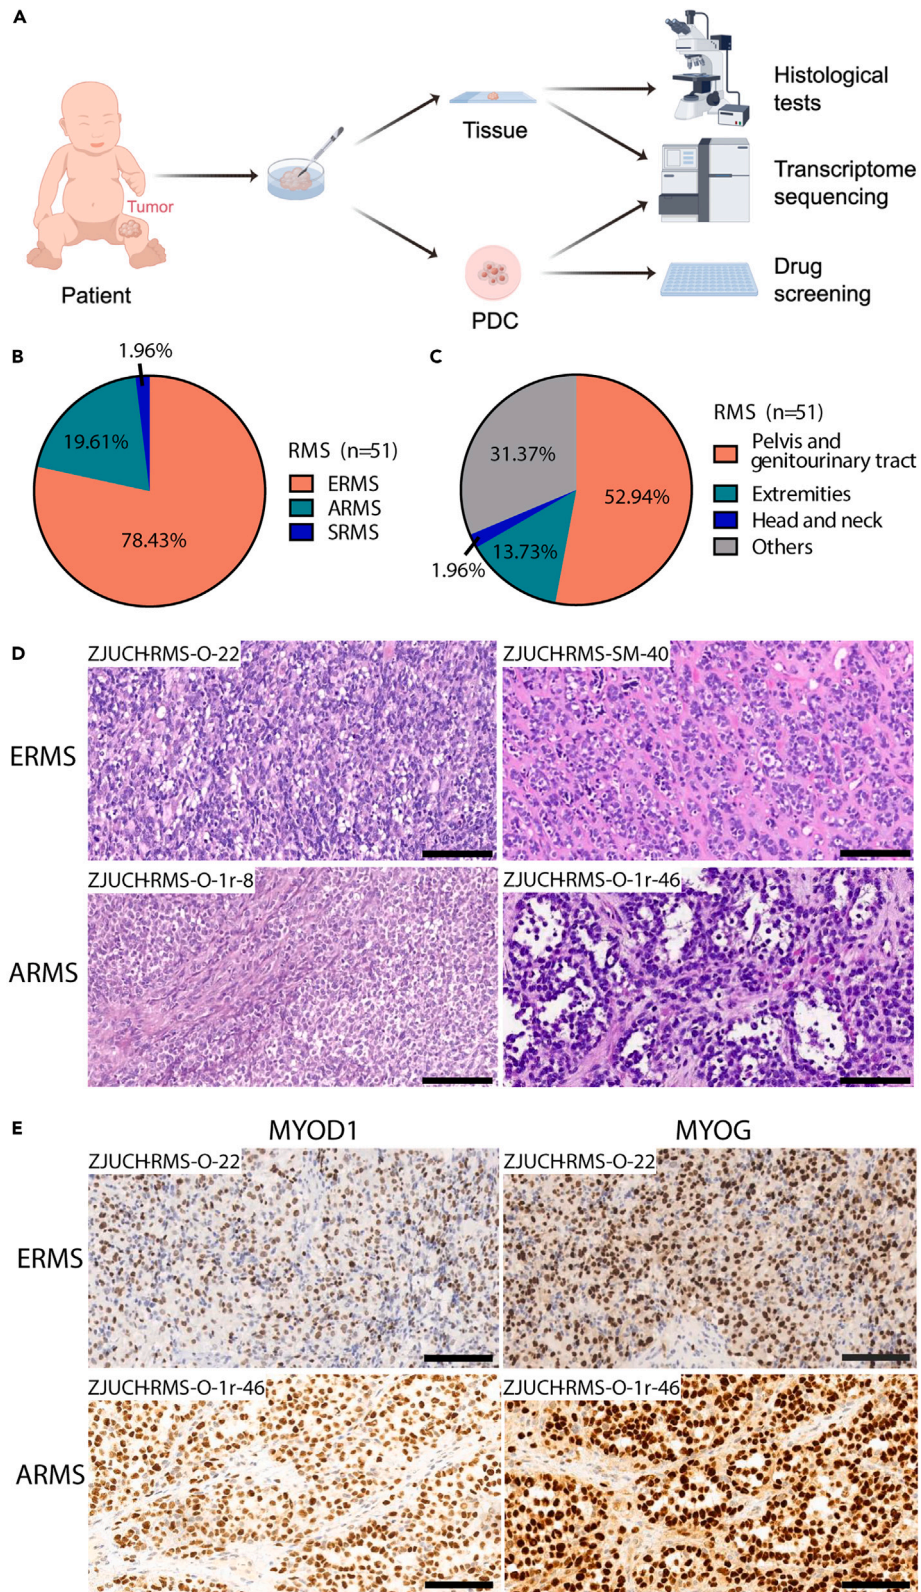 A
Tumor
Patient
Tissue
PDC
Histological
tests
Transcriptome
sequencing
Drug
screening
B
1.96%
19.61%
78.43%
RMS (n=51)
ERMS
ARMS
SRMS
C
31.37%
52.94%
1.96%
13.73%
RMS (n=51)
Pelvis and
genitourinary tract
Extremities
Head and neck
Others
D
ZJUCH-RMS-O-22
ZJUCH-RMS-SM-40
ERMS
ZJUCH-RMS-O-1r-8
ZJUCH-RMS-O-1r-46
ARMS
E
MYOD1
MYOG
ZJUCH-RMS-O-22
ZJUCH-RMS-O-22
ERMS
ZJUCH-RMS-O-1r-46
ZJUCH-RMS-O-1r-46
ARMS